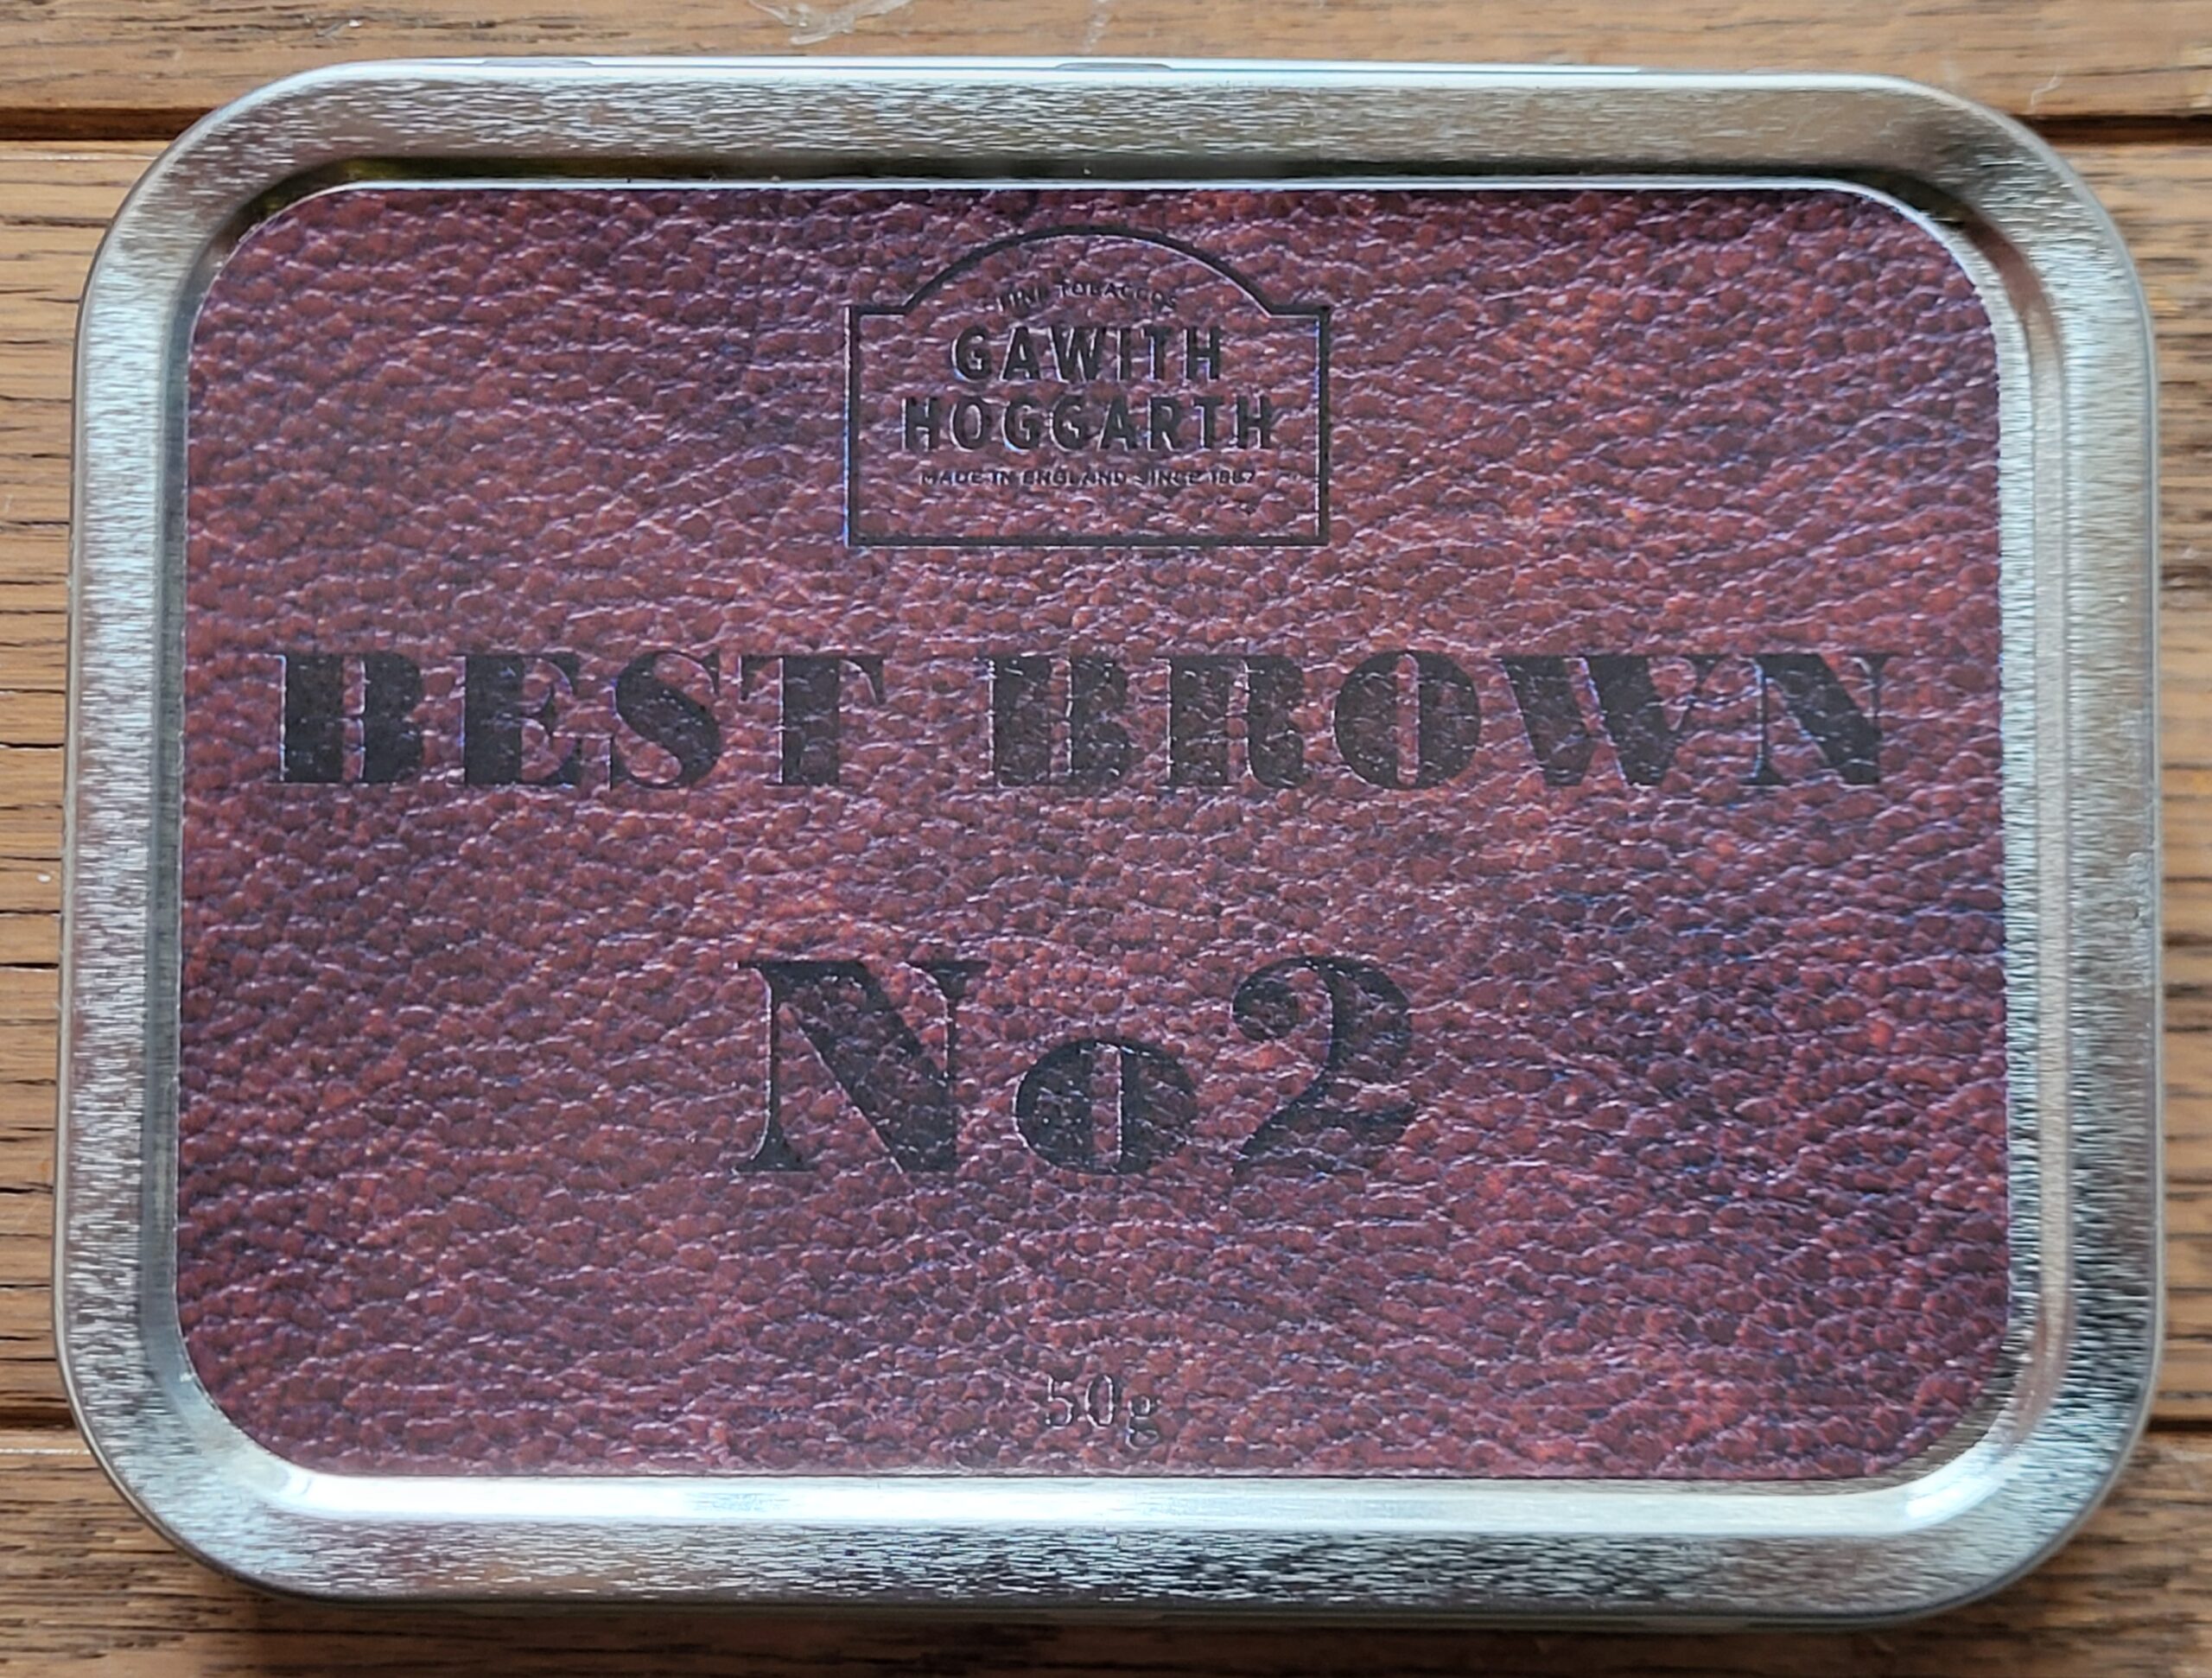 FINE TOBACCOS
GAWITH
HOGGARTH
MADE IN ENGLAND SINCE 1887
BEST BROWN
No2
50g